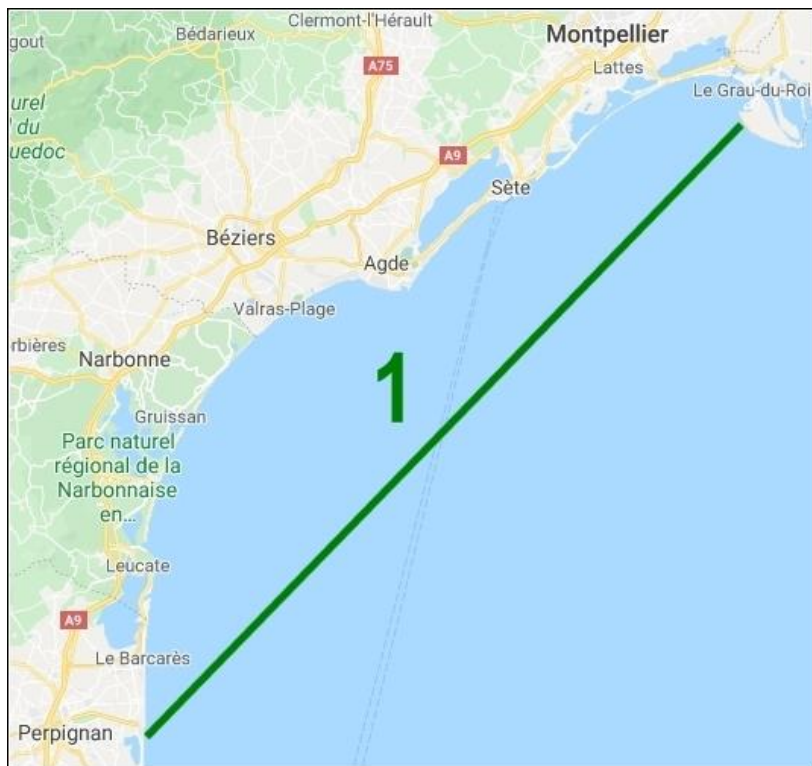 Clermont-l'Hérault
Montpellier
gout
Bédarieux
A75
Lattes
Le Grau-du-Roi
urel
l du
uedoc
A9
Sète
Béziers
Agde
Valras-Plage
rbières
Narbonne
1
Gruissan
Parc naturel
régional de la
Narbonnaise
en...
Leucate
A9
Le Barcarès
Perpignan